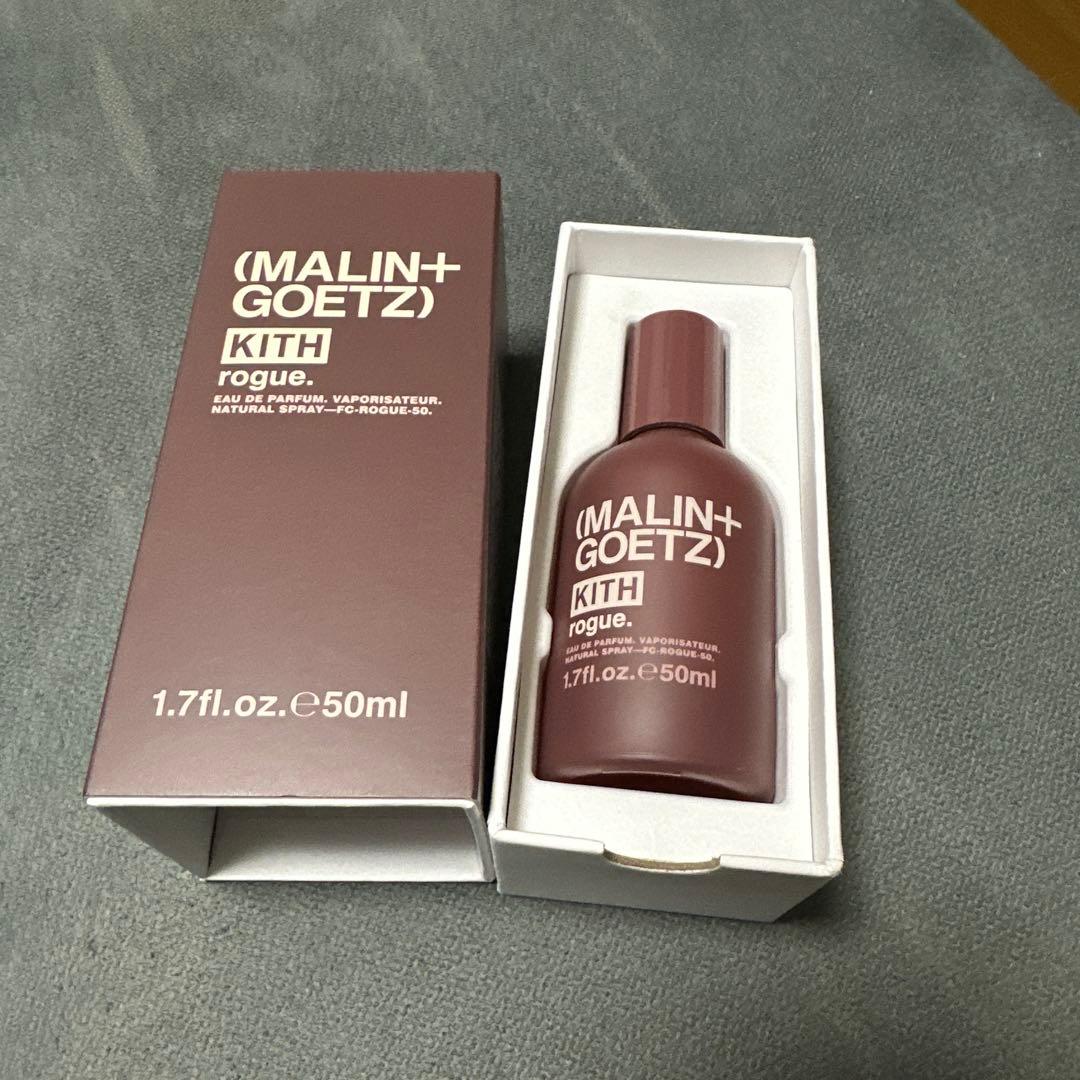 (MALIN+
GOETZ)
KITH
rogue.
EAU DE PARFUM. VAPORISATEUR.
NATURAL SPRAY—FC-ROGUE-50.
1.7fl.oz.℮50ml
(MALIN+
GOETZ)
KITH
rogue.
EAU DE PARFUM. VAPORISATEUR.
NATURAL SPRAY—FC-ROGUE-50.
1.7fl.oz.℮50ml